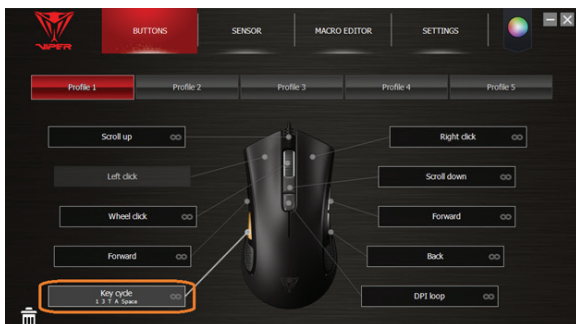 BUTTONS
SENSOR
MACRO EDITOR
SETTINGS
VIPER
Profile 1
Profile 2
Profile 3
Profile 4
Profile 5
Scroll up
Right click
Left click
Scroll down
Wheel click
Forward
Forward
Back
Key cycle
1 3 T A Space
DPI loop